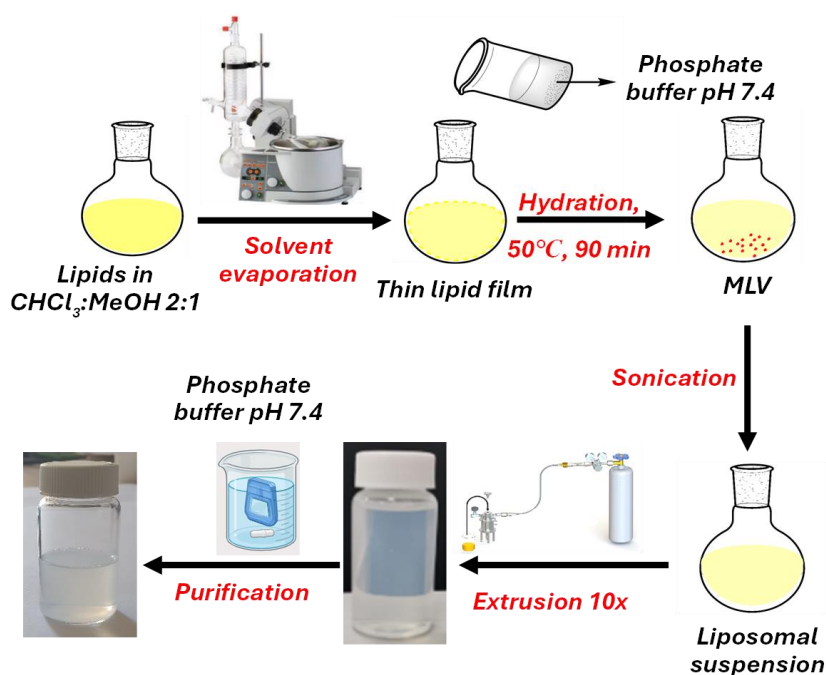 Phosphate
buffer pH 7.4
Hydration,
50°C, 90 min
Solvent
evaporation
Lipids in
CHCl₃:MeOH 2:1
Thin lipid film
MLV
Sonication
Phosphate
buffer pH 7.4
Purification
Extrusion 10x
Liposomal
suspension